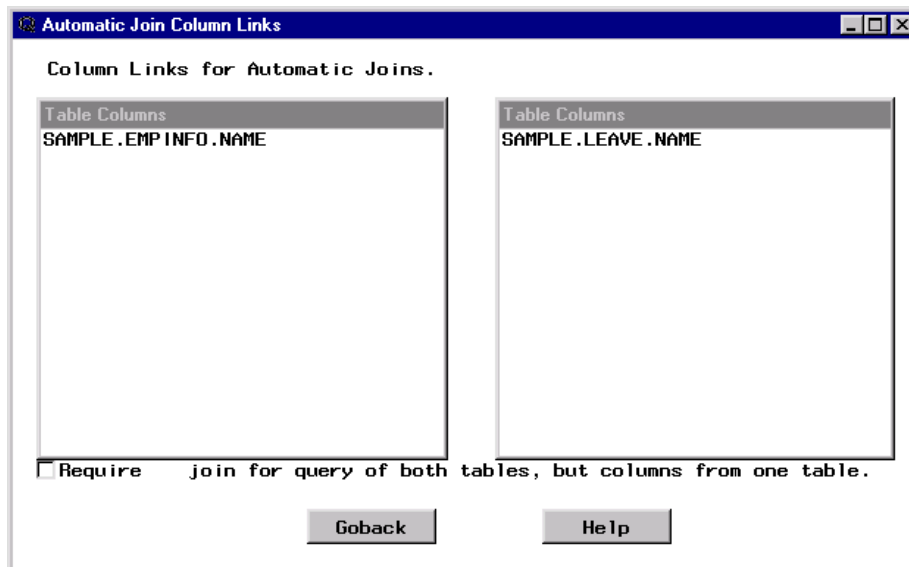 Automatic Join Column Links
Column Links for Automatic Joins.
Table Columns
SAMPLE.EMPINFO.NAME
Table Columns
SAMPLE.LEAVE.NAME
Require join for query of both tables, but columns from one table.
Goback
Help